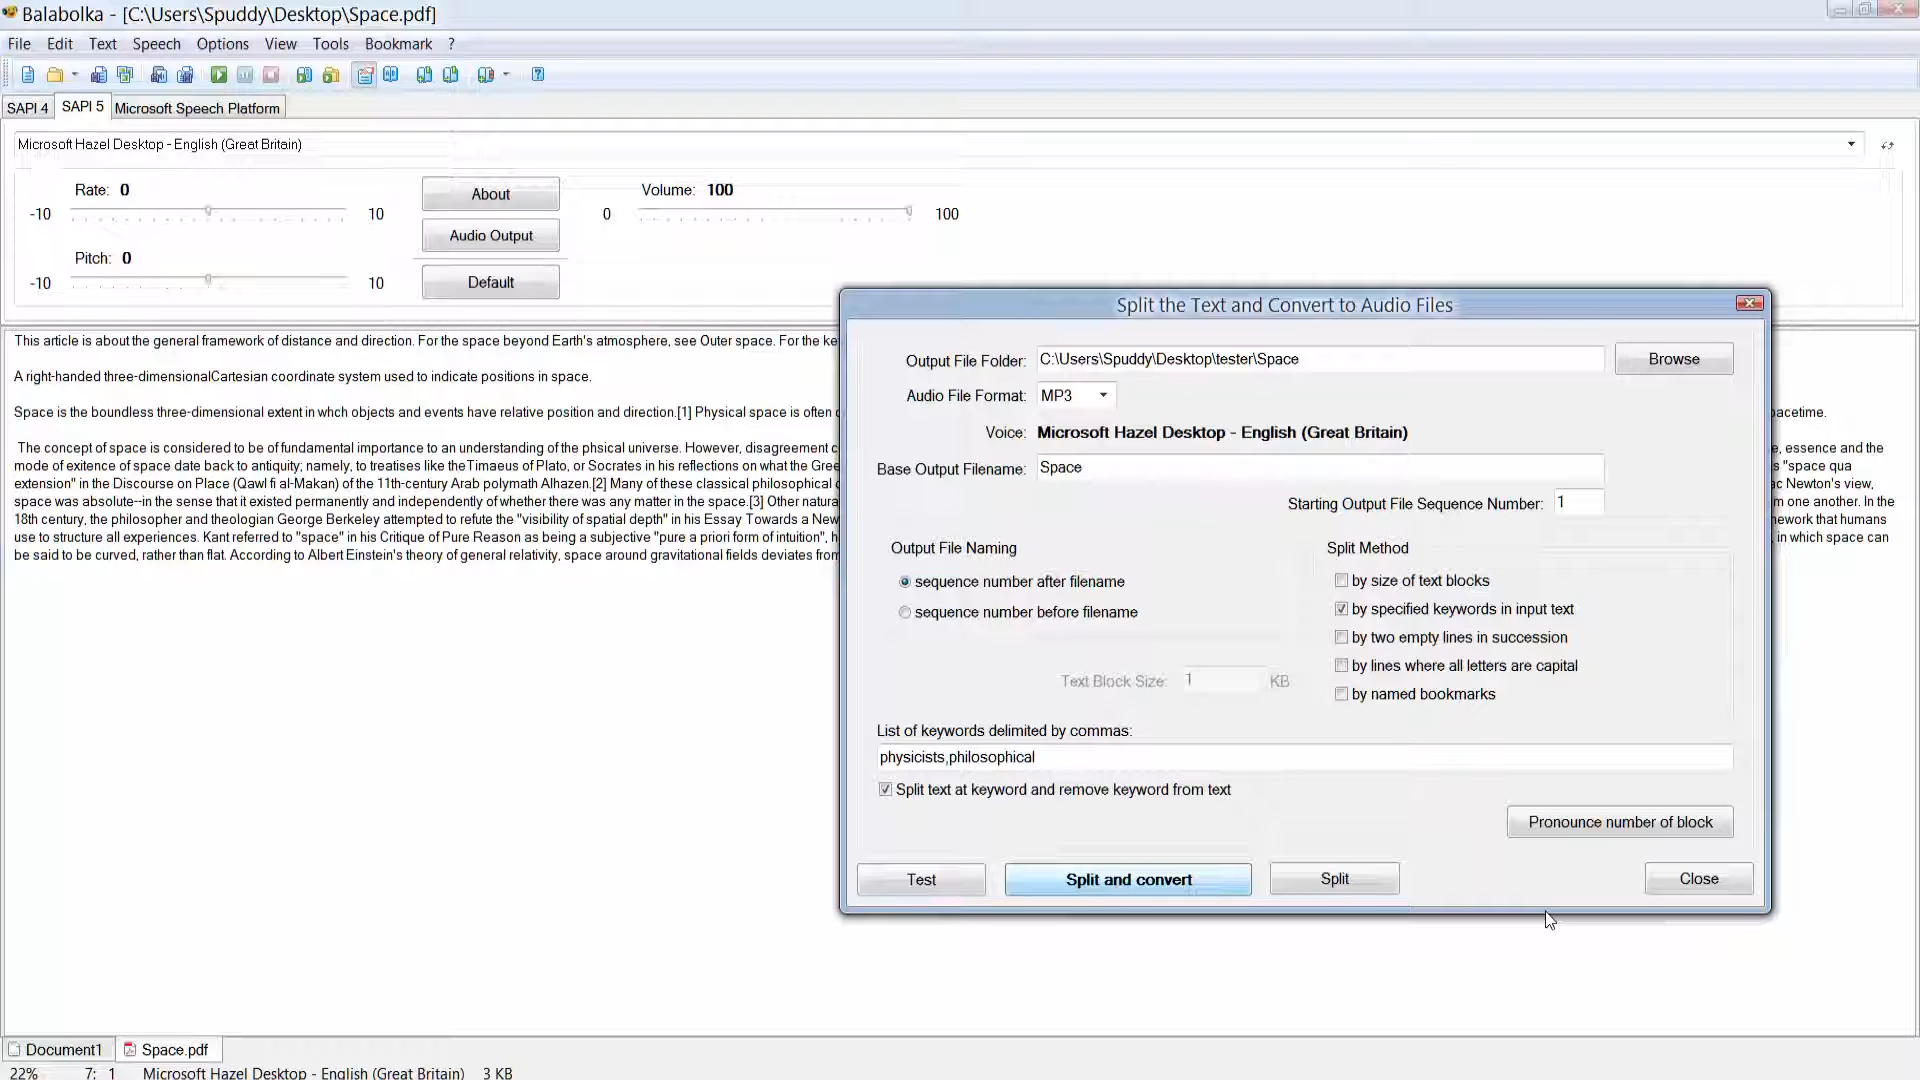 Balabolka - [C:\Users\Spuddy\Desktop\Space.pdf]
File Edit Text Speech Options View Tools Bookmark ?
SAPI 4 SAPI 5 Microsoft Speech Platform
Microsoft Hazel Desktop - English (Great Britain)
Rate: 0
-10 10
About
Volume: 100
0 100
Audio Output
Pitch: 0
-10 10
Default
This article is about the general framework of distance and direction. For the space beyond Earth's atmosphere, see Outer space. For the ke
A right-handed three-dimensionalCartesian coordinate system used to indicate positions in space.
Space is the boundless three-dimensional extent in whch objects and events have relative position and direction.[1] Physical space is often c
pacetime.
The concept of space is considered to be of fundamental importance to an understanding of the phsical universe. However, disagreement c
e, essence and the
mode of exitence of space date back to antiquity; namely, to treatises like theTimaeus of Plato, or Socrates in his reflections on what the Gree
s "space qua
extension" in the Discourse on Place (Qawl fi al-Makan) of the 11th-century Arab polymath Alhazen.[2] Many of these classical philosophical c
ac Newton's view,
space was absolute--in the sense that it existed permanently and independently of whether there was any matter in the space.[3] Other natura
m one another. In the
18th century, the philosopher and theologian George Berkeley attempted to refute the "visibility of spatial depth" in his Essay Towards a New
nework that humans
use to structure all experiences. Kant referred to "space" in his Critique of Pure Reason as being a subjective "pure a priori form of intuition", h
, in which space can
be said to be curved, rather than flat. According to Albert Einstein's theory of general relativity, space around gravitational fields deviates from
Split the Text and Convert to Audio Files
Output File Folder: C:\Users\Spuddy\Desktop\tester\Space Browse
Audio File Format: MP3
Voice: Microsoft Hazel Desktop - English (Great Britain)
Base Output Filename: Space
Starting Output File Sequence Number: 1
Output File Naming
sequence number after filename
sequence number before filename
Split Method
by size of text blocks
by specified keywords in input text
by two empty lines in succession
by lines where all letters are capital
by named bookmarks
Text Block Size: 1 KB
List of keywords delimited by commas:
physicists,philosophical
Split text at keyword and remove keyword from text
Pronounce number of block
Test Split and convert Split Close
Document1 Space.pdf
22% 7: 1 Microsoft Hazel Desktop - English (Great Britain) 3 KB